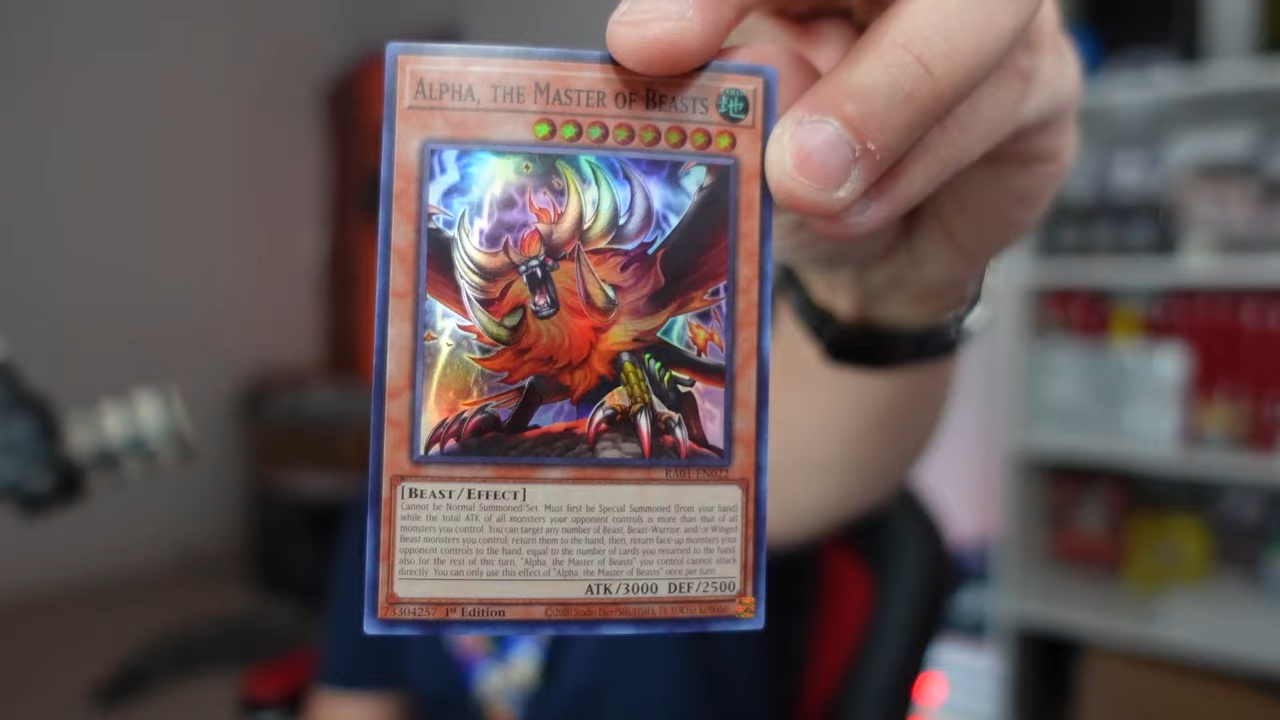 ALPHA, THE MASTER OF BEASTS
地
RA01-EN022
[BEAST/EFFECT]
Cannot be Normal Summoned/Set. Must first be Special Summoned (from your hand)
while the total ATK of all monsters your opponent controls is more than that of all
monsters you control. You can target any number of Beast, Beast-Warrior, and/or Winged
Beast monsters you control; return them to the hand, then, return face-up monsters your
opponent controls to the hand, equal to the number of cards you returned to the hand,
also for the rest of this turn, "Alpha, the Master of Beasts" you control cannot attack
directly. You can only use this effect of "Alpha, the Master of Beasts" once per turn.
ATK/3000 DEF/2500
73304257 1st Edition ©2020 Studio Dice/SHUEISHA, TV TOKYO, KONAMI